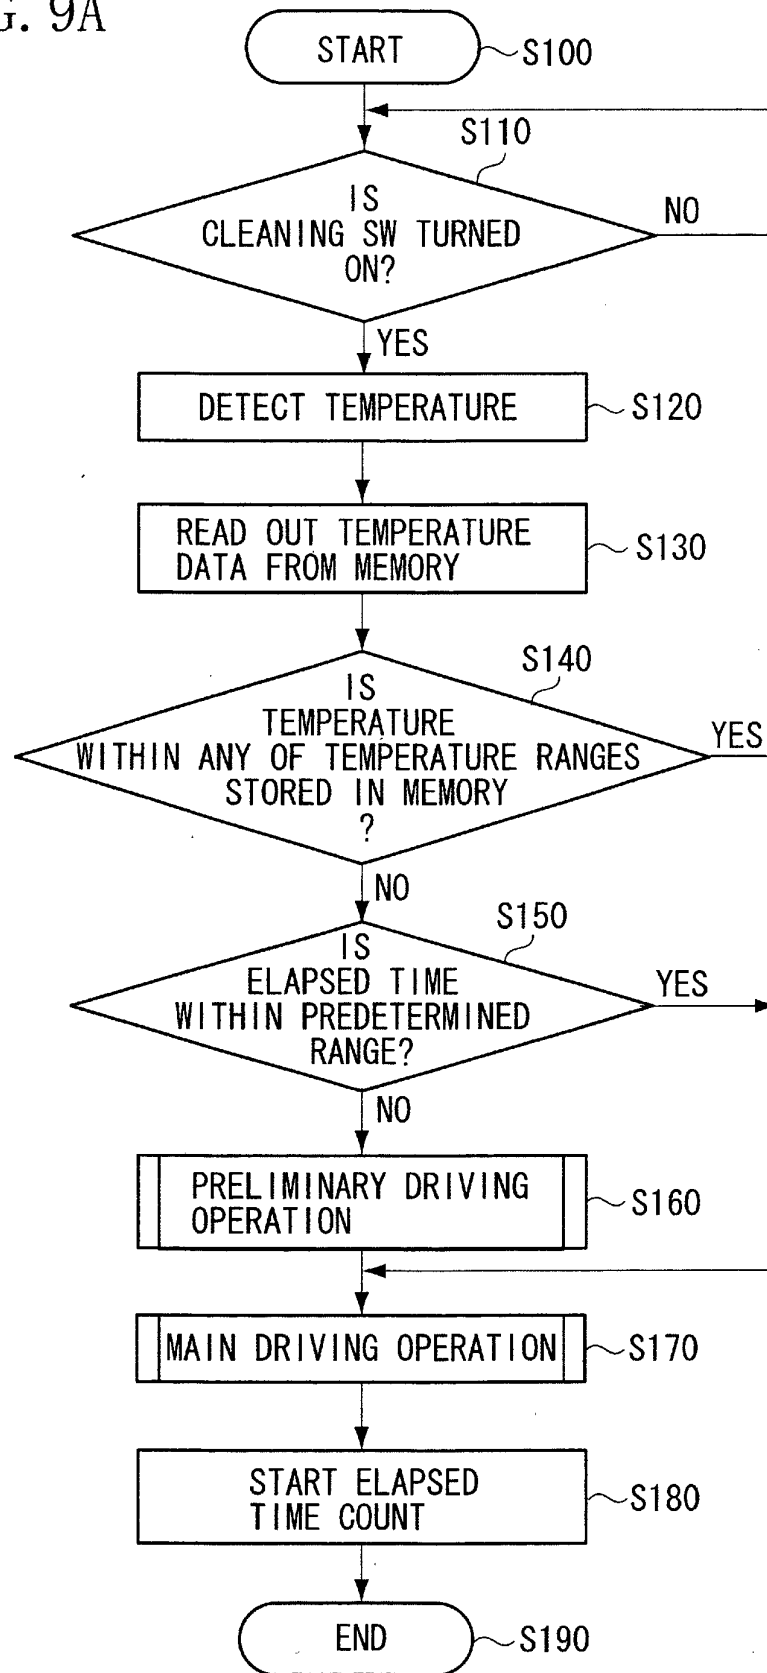 G. 9A
START
S100
S110
IS
CLEANING SW TURNED
ON?
NO
YES
DETECT TEMPERATURE
S120
READ OUT TEMPERATURE
DATA FROM MEMORY
S130
S140
IS
TEMPERATURE
WITHIN ANY OF TEMPERATURE RANGES
STORED IN MEMORY
?
YES
NO
S150
IS
ELAPSED TIME
WITHIN PREDETERMINED
RANGE?
YES
NO
PRELIMINARY DRIVING
OPERATION
S160
MAIN DRIVING OPERATION
S170
START ELAPSED
TIME COUNT
S180
END
S190